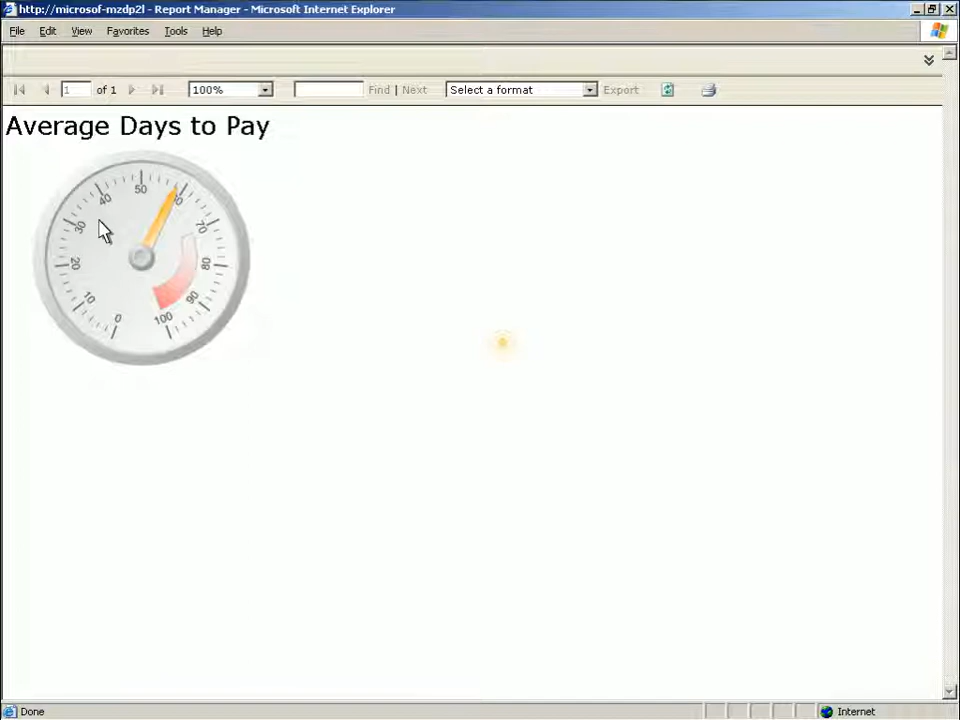 http://microsof-mzdp2l - Report Manager - Microsoft Internet Explorer
File Edit View Favorites Tools Help
1 of 1 100% Find | Next Select a format Export
Average Days to Pay
0
10
20
30
40
50
60
70
80
90
100
Done Internet